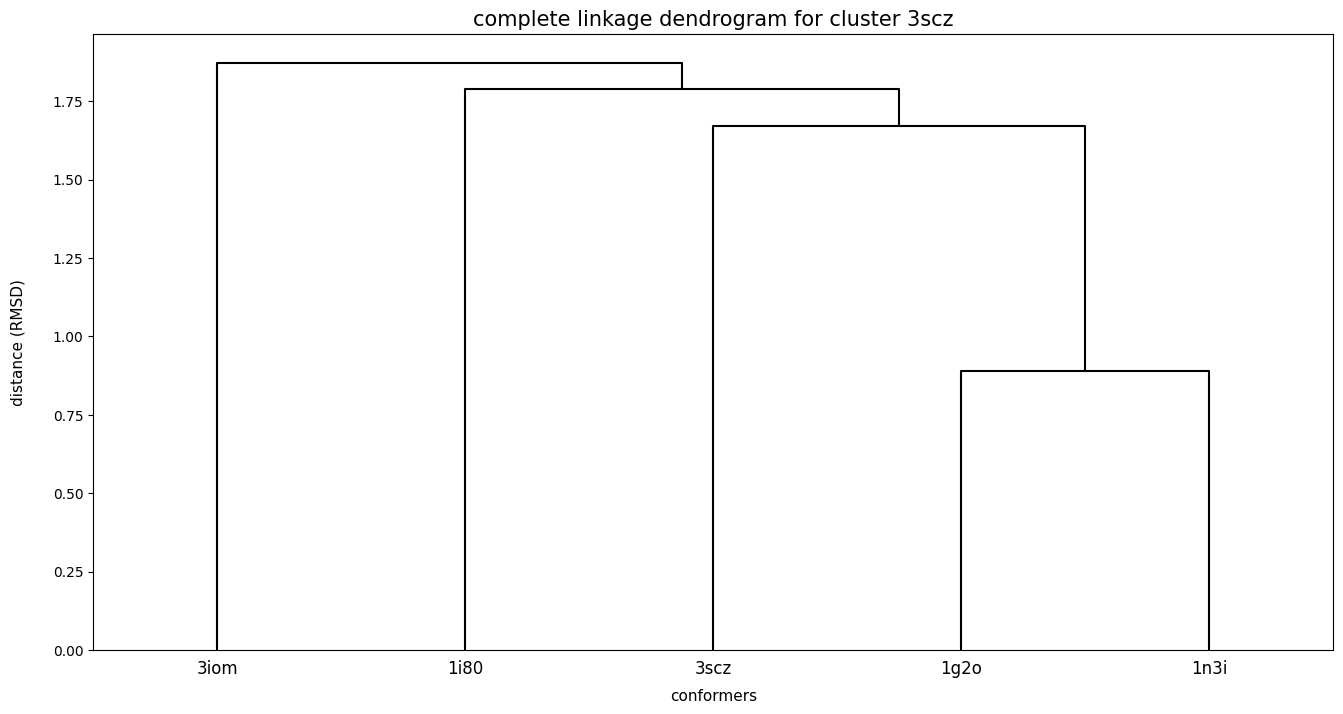 complete linkage dendrogram for cluster 3scz
1.75
1.50
1.25
1.00
0.75
0.50
0.25
0.00
distance (RMSD)
3iom 1i80 3scz 1g2o 1n3i
conformers